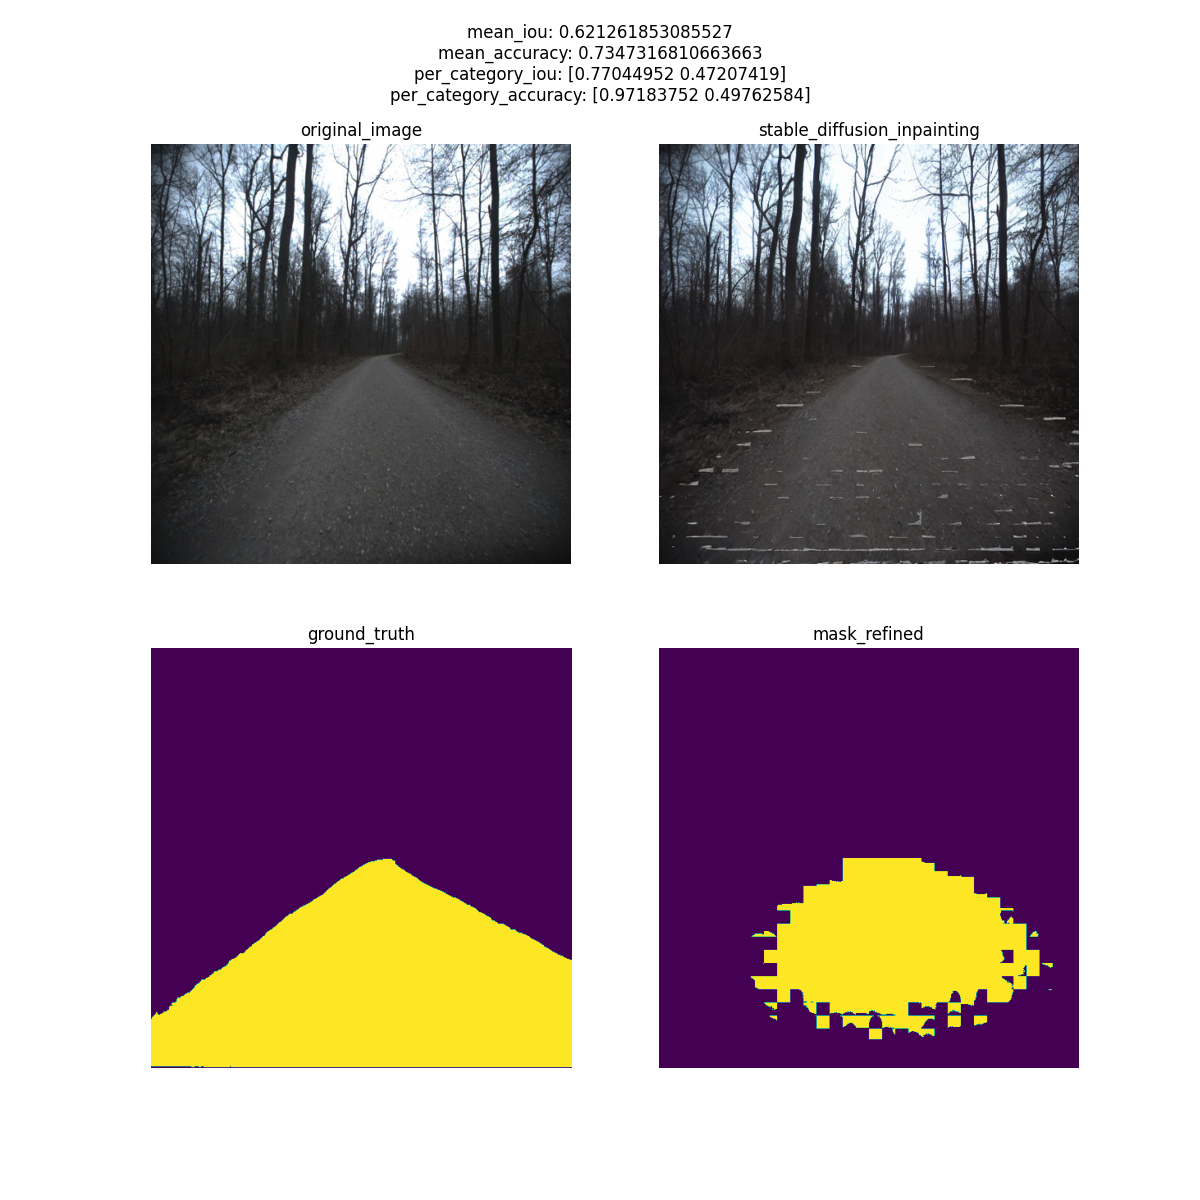 mean_iou: 0.621261853085527
mean_accuracy: 0.7347316810663663
per_category_iou: [0.77044952 0.47207419]
per_category_accuracy: [0.97183752 0.49762584]
original_image
stable_diffusion_inpainting
ground_truth
mask_refined